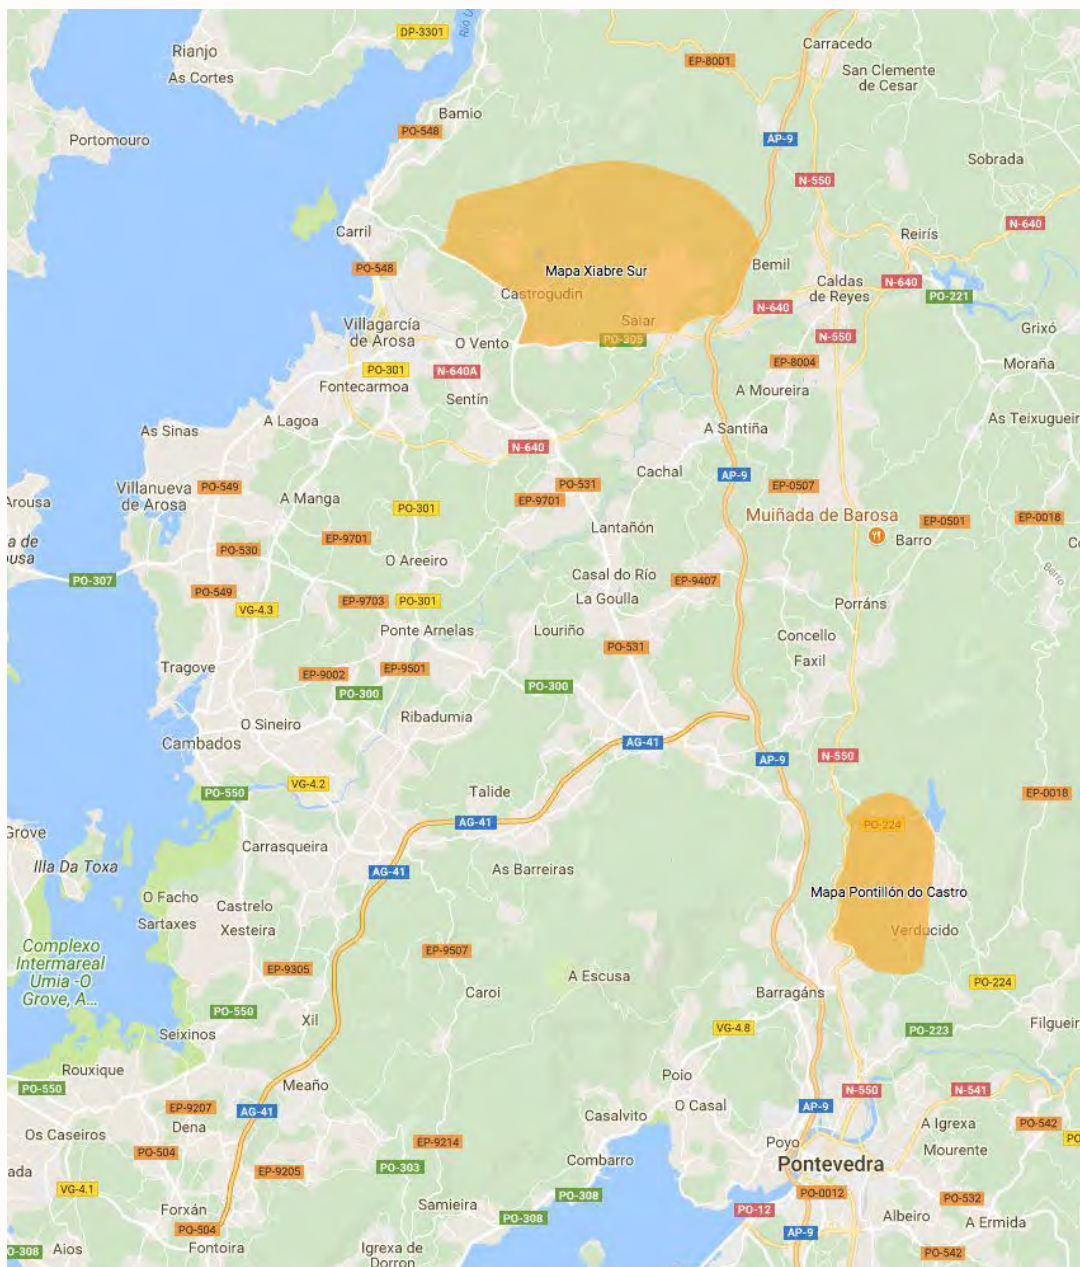 DP-3301
Río U
Rianjo
As Cortes
Carracedo
EP-8001
San Clemente
de Cesar
Bamio
PO-548
Portomouro
AP-9
Sobrada
N-550
N-640
Carril
Reirís
PO-548
Bemil
Mapa Xiabre Sur
Castrogudin
Caldas
de Reyes
N-640
PO-221
N-640
Villagarcía
de Arosa
Saiar
PO-305
Grixó
O Vento
N-550
Moraña
PO-301
N-640A
EP-8004
Fontecarmoa
Sentín
A Moureira
A Lagoa
As Teixugueir
As Sinas
A Santiña
N-640
Cachal
AP-9
Villanueva
de Arosa
PO-549
PO-531
EP-0507
Arousa
A Manga
EP-9701
PO-301
Muiñada de Barosa
EP-0501
EP-0018
Lantañón
a de
ousa
EP-9701
Barro
Co
PO-530
O Areeiro
Casal do Río
EP-9407
Barro
PO-307
PO-549
La Goulla
VG-4.3
EP-9703
PO-301
Porráns
Ponte Arnelas
Louriño
Concello
PO-531
Faxil
Tragove
EP-9002
EP-9501
PO-300
PO-300
O Sineiro
Ribadumia
Cambados
AG-41
N-550
AP-9
VG-4.2
PO-550
Talide
EP-0018
AG-41
PO-224
Grove
Carrasqueira
Illa Da Toxa
AG-41
As Barreiras
Mapa Pontillón do Castro
O Facho
Castrelo
Sartaxes
Xesteira
Verducido
Complexo
Intermareal
Umia -O
Grove, A...
EP-9507
EP-9305
A Escusa
PO-224
Caroi
Barragáns
PO-550
Xil
VG-4.8
PO-223
Filgueir
Seixinos
Rouxique
Poio
PO-550
Meaño
N-550
N-541
EP-9207
AG-41
AP-9
O Casal
Casalvito
Dena
A Igrexa
PO-542
Os Caseiros
EP-9214
Poyo
PO
PO-504
Mourente
Combarro
Pontevedra
ada
EP-9205
PO-303
VG-4.1
PO-308
PO-0012
PO-532
Samieira
Forxán
PO-12
Albeiro
PO-308
A Ermida
PO-504
AP-9
PO-308
Aios
Fontoira
Igrexa de
Dorron
PO-542